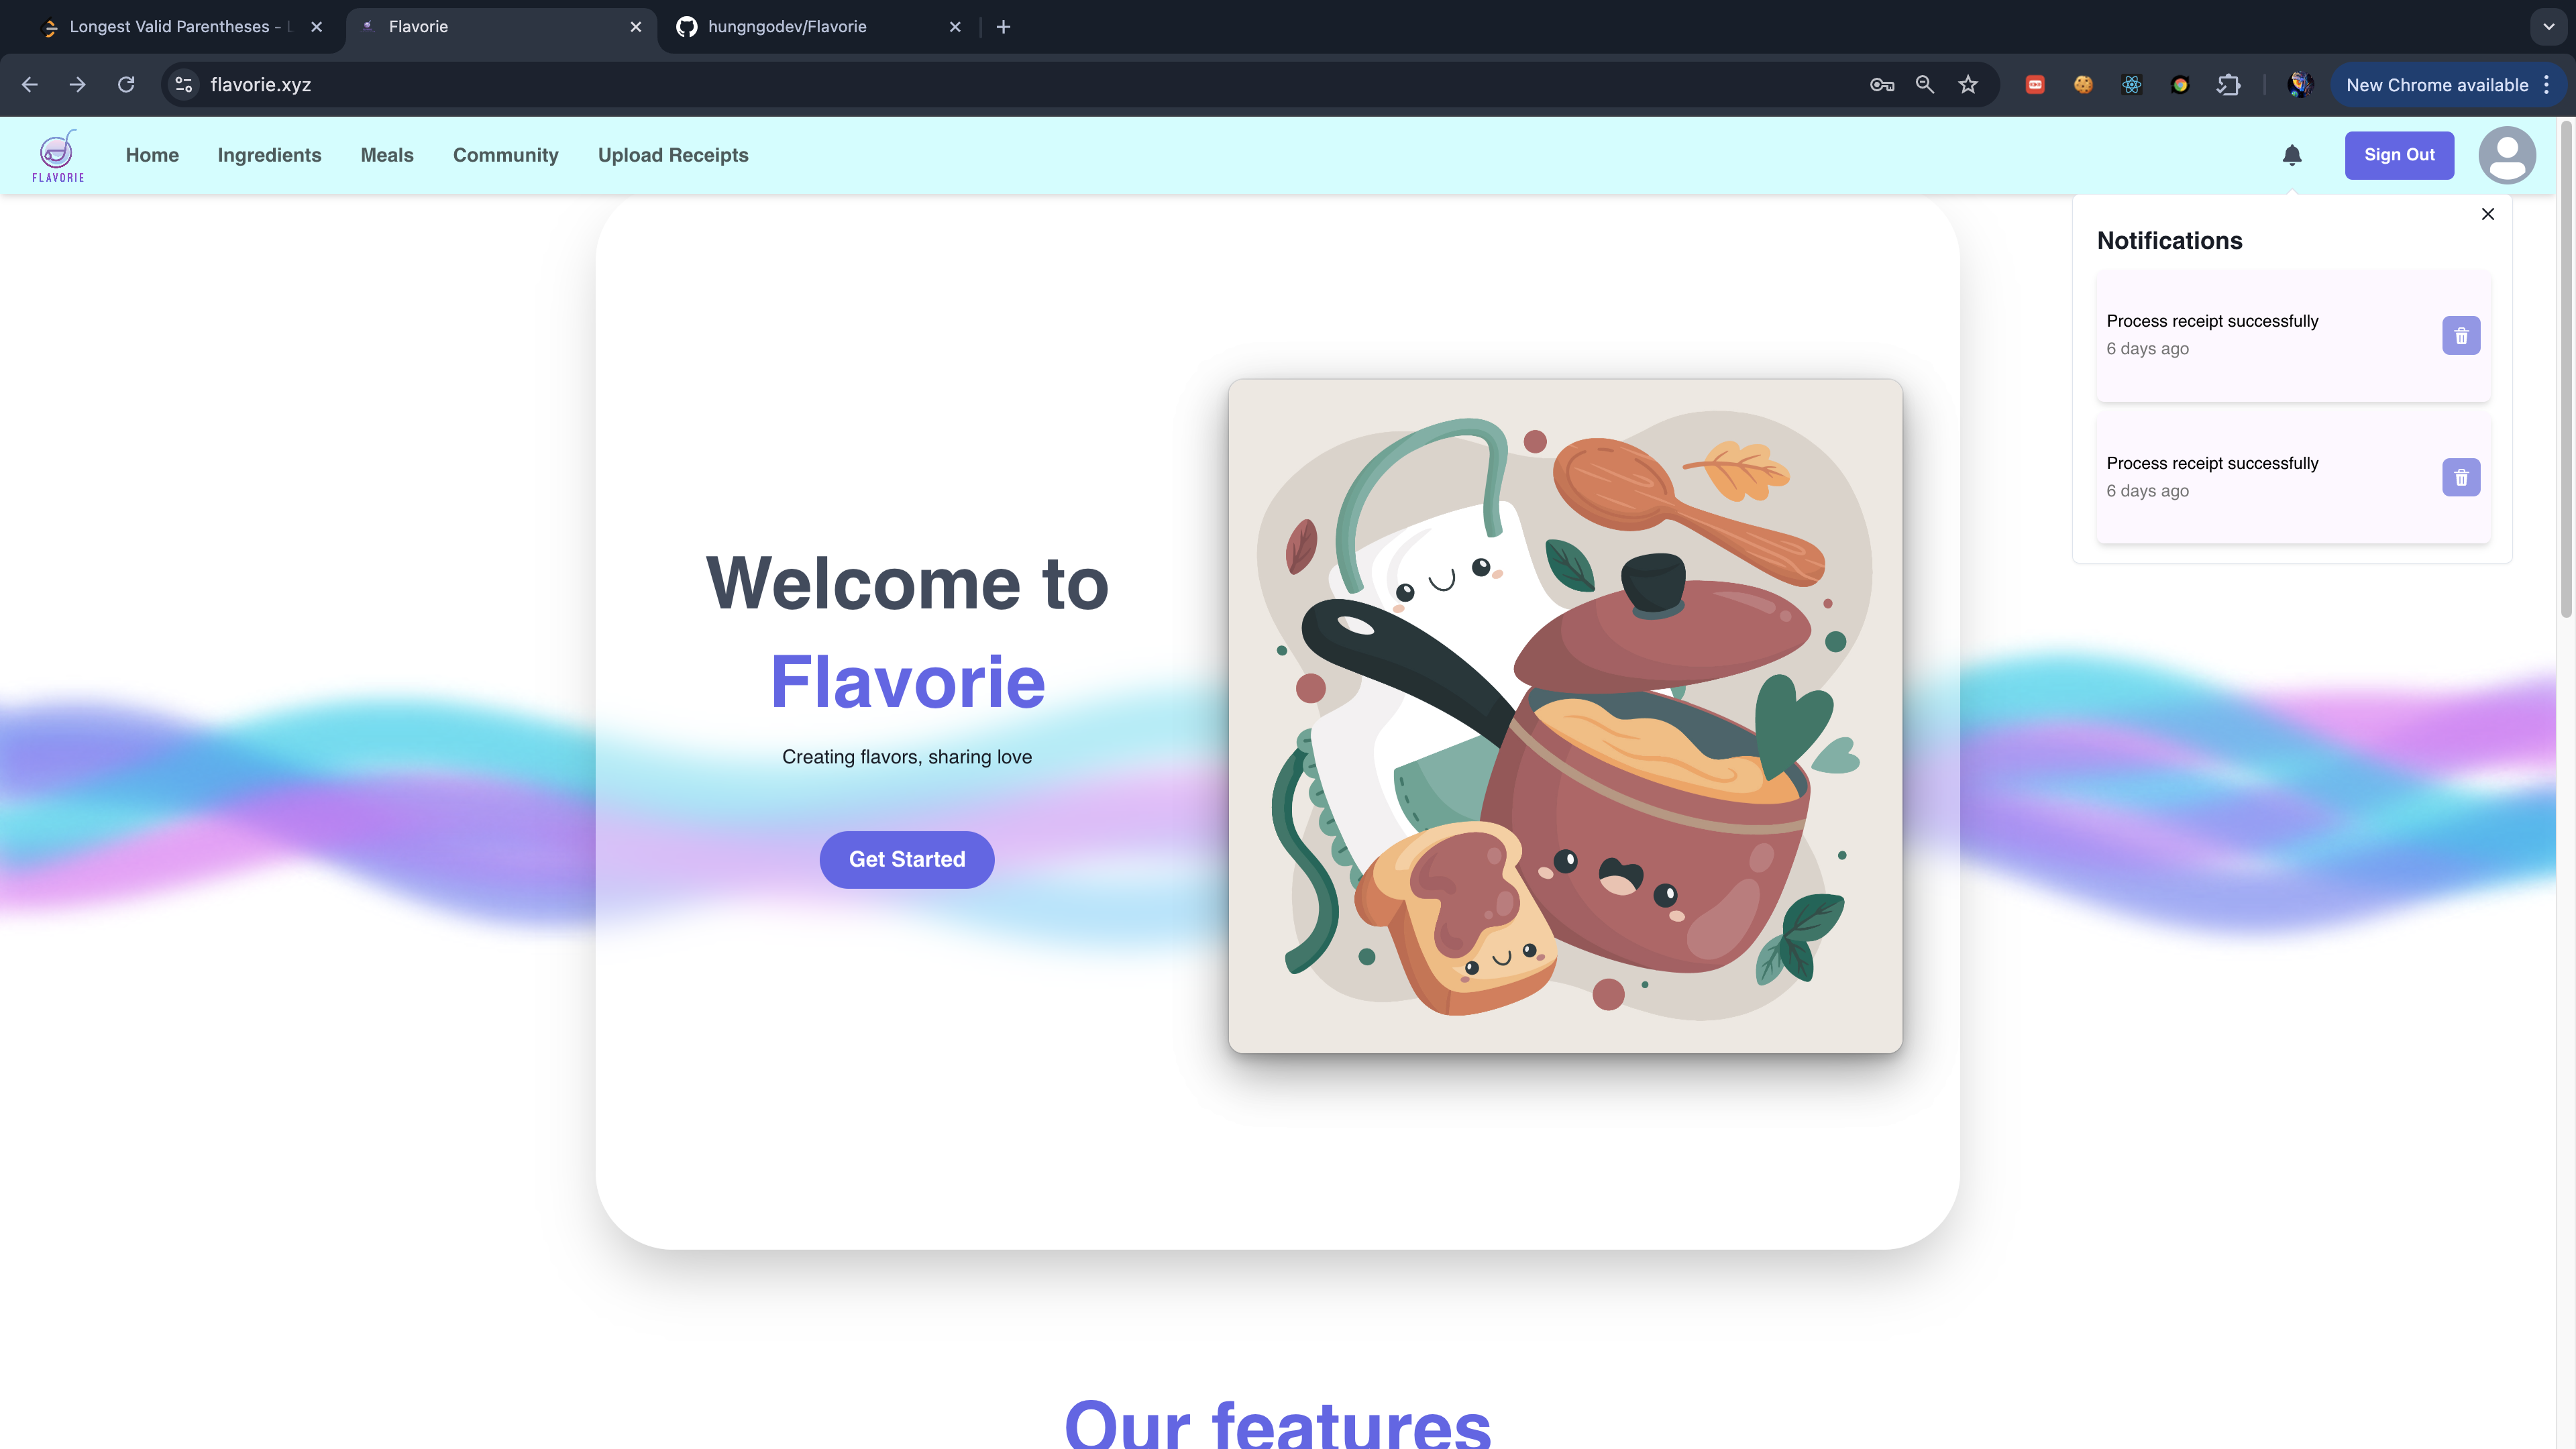 Longest Valid Parentheses -
Flavorie
hungngodev/Flavorie
flavorie.xyz
New Chrome available
FLAVORIE
Home
Ingredients
Meals
Community
Upload Receipts
Sign Out
Notifications
Process receipt successfully
6 days ago
Process receipt successfully
6 days ago
Welcome to
Flavorie
Creating flavors, sharing love
Get Started
Our features